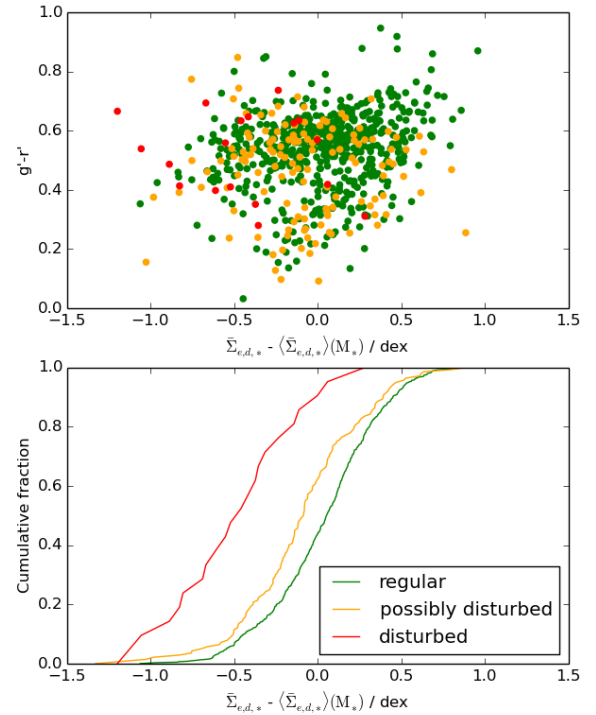 1.0
0.8
0.6
0.4
0.2
0.0
g'-r'
−1.5 −1.0 −0.5 0.0 0.5 1.0 1.5
Σ̄e,d,∗ - ⟨Σ̄e,d,∗⟩(M∗) / dex
1.0
0.8
0.6
0.4
0.2
0.0
Cumulative fraction
regular
possibly disturbed
disturbed
−1.5 −1.0 −0.5 0.0 0.5 1.0 1.5
Σ̄e,d,∗ - ⟨Σ̄e,d,∗⟩(M∗) / dex